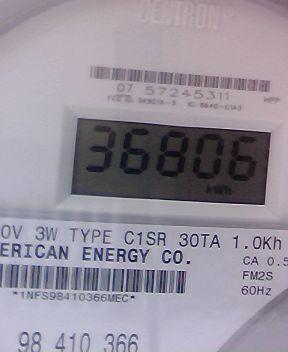 CENTRON®
07 57245311
36806
kWh
0V 3W TYPE C1SR 30TA 1.0Kh
ERICAN ENERGY CO.
CA 0.5
FM2S
*1NFS98410366MEC*
60Hz
98 410 366